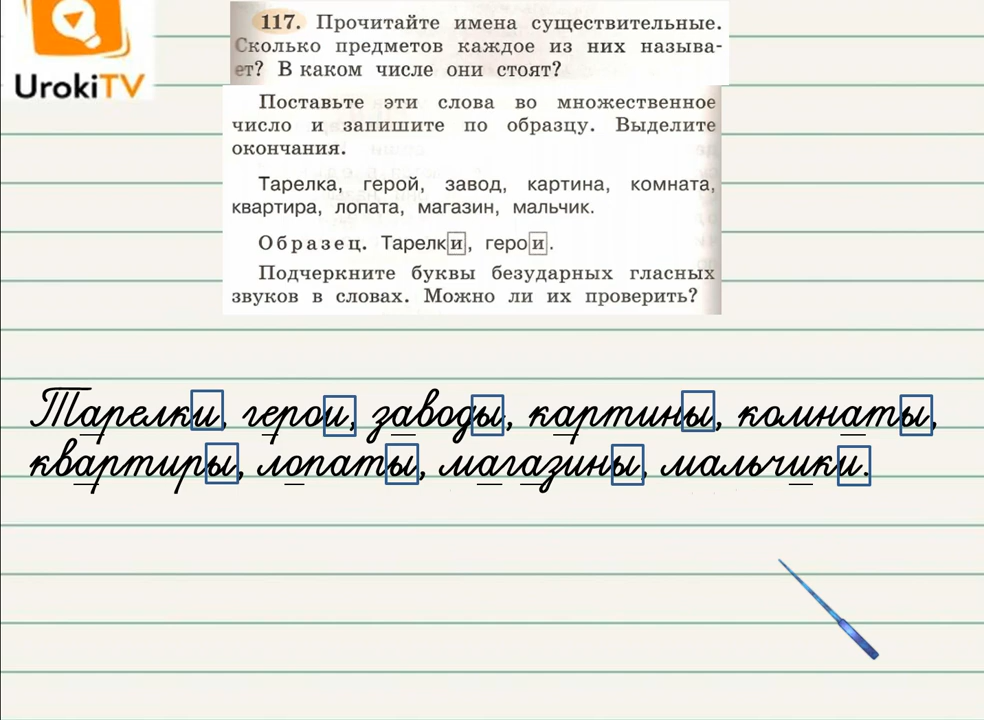 UrokiTV
117. Прочитайте имена существительные.
Сколько предметов каждое из них называ-
ет? В каком числе они стоят?
Поставьте эти слова во множественное
число и запишите по образцу. Выделите
окончания.
Тарелка, герой, завод, картина, комната,
квартира, лопата, магазин, мальчик.
Образец. Тарелки, герои.
Подчеркните буквы безударных гласных
звуков в словах. Можно ли их проверить?
Тарелки, герои, заводы, картины, комнаты,
квартиры, лопаты, магазины, мальчики.